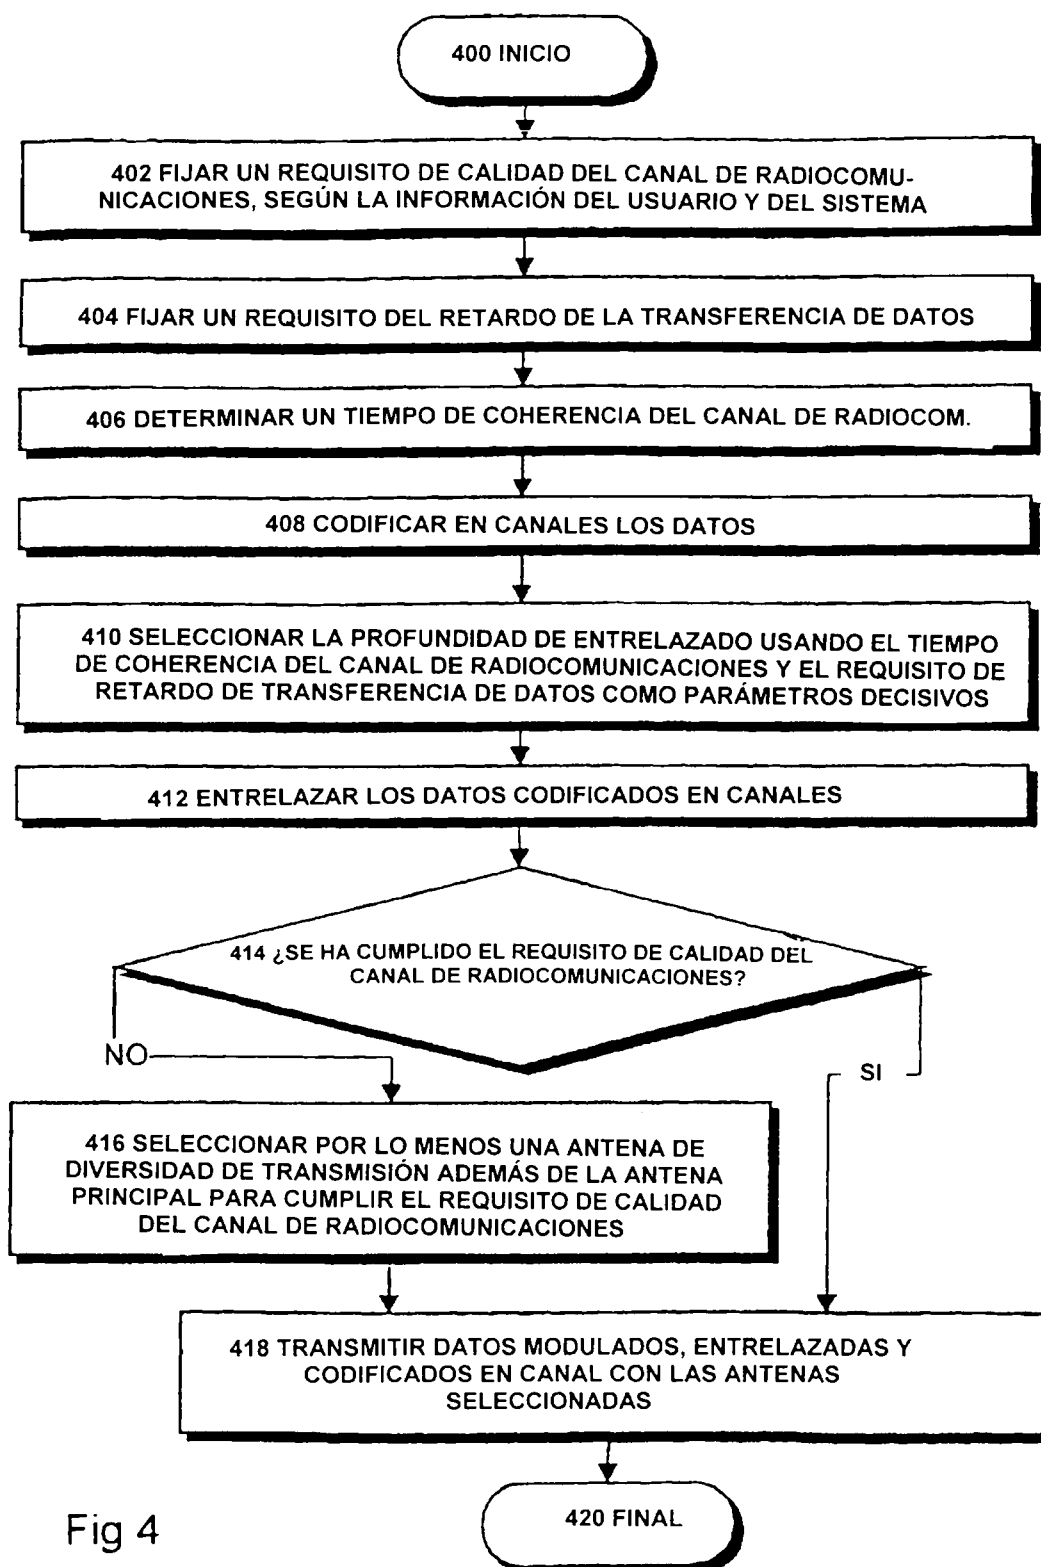 400 INICIO
402 FIJAR UN REQUISITO DE CALIDAD DEL CANAL DE RADIOCOMU-
NICACIONES, SEGÚN LA INFORMACIÓN DEL USUARIO Y DEL SISTEMA
404 FIJAR UN REQUISITO DEL RETARDO DE LA TRANSFERENCIA DE DATOS
406 DETERMINAR UN TIEMPO DE COHERENCIA DEL CANAL DE RADIOCOM.
408 CODIFICAR EN CANALES LOS DATOS
410 SELECCIONAR LA PROFUNDIDAD DE ENTRELAZADO USANDO EL TIEMPO
DE COHERENCIA DEL CANAL DE RADIOCOMUNICACIONES Y EL REQUISITO DE
RETARDO DE TRANSFERENCIA DE DATOS COMO PARÁMETROS DECISIVOS
412 ENTRELAZAR LOS DATOS CODIFICADOS EN CANALES
414 ¿SE HA CUMPLIDO EL REQUISITO DE CALIDAD DEL
CANAL DE RADIOCOMUNICACIONES?
NO
SI
416 SELECCIONAR POR LO MENOS UNA ANTENA DE
DIVERSIDAD DE TRANSMISIÓN ADEMÁS DE LA ANTENA
PRINCIPAL PARA CUMPLIR EL REQUISITO DE CALIDAD
DEL CANAL DE RADIOCOMUNICACIONES
418 TRANSMITIR DATOS MODULADOS, ENTRELAZADAS Y
CODIFICADOS EN CANAL CON LAS ANTENAS
SELECCIONADAS
420 FINAL
Fig 4